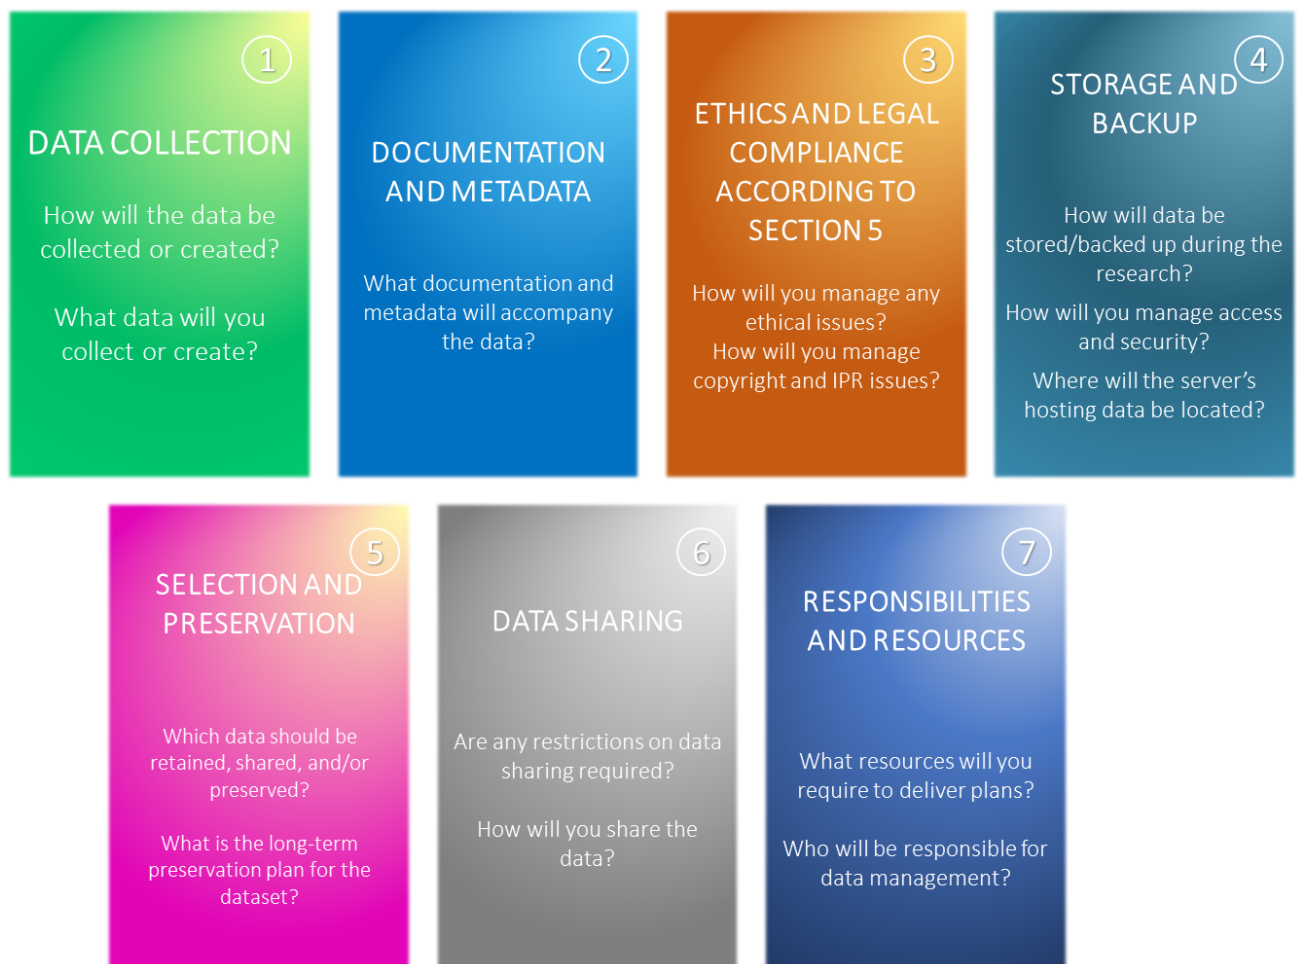 1
DATA COLLECTION
How will the data be
collected or created?
What data will you
collect or create?
2
DOCUMENTATION
AND METADATA
What documentation and
metadata will accompany
the data?
3
ETHICS AND LEGAL
COMPLIANCE
ACCORDING TO
SECTION 5
How will you manage any
ethical issues?
How will you manage
copyright and IPR issues?
4
STORAGE AND
BACKUP
How will data be
stored/backed up during the
research?
How will you manage access
and security?
Where will the server's
hosting data be located?
5
SELECTION AND
PRESERVATION
Which data should be
retained, shared, and/or
preserved?
What is the long-term
preservation plan for the
dataset?
6
DATA SHARING
Are any restrictions on data
sharing required?
How will you share the
data?
7
RESPONSIBILITIES
AND RESOURCES
What resources will you
require to deliver plans?
Who will be responsible for
data management?